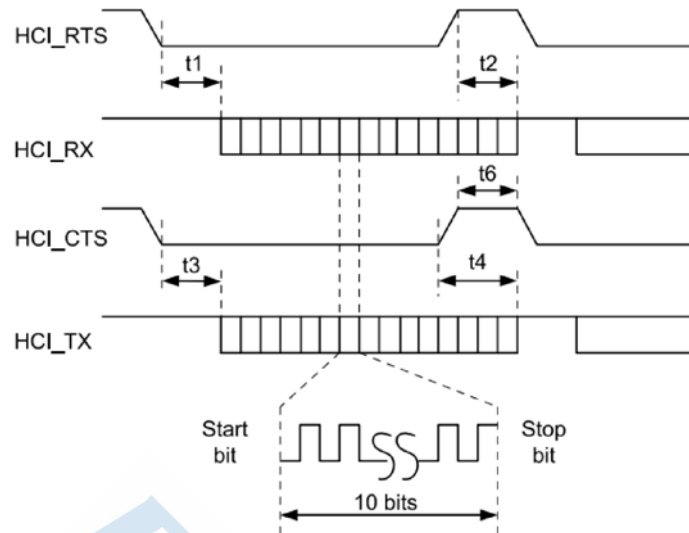 HCI_RTS
t1
t2
HCI_RX
t6
HCI_CTS
t3
t4
HCI_TX
Start
bit
Stop
bit
10 bits